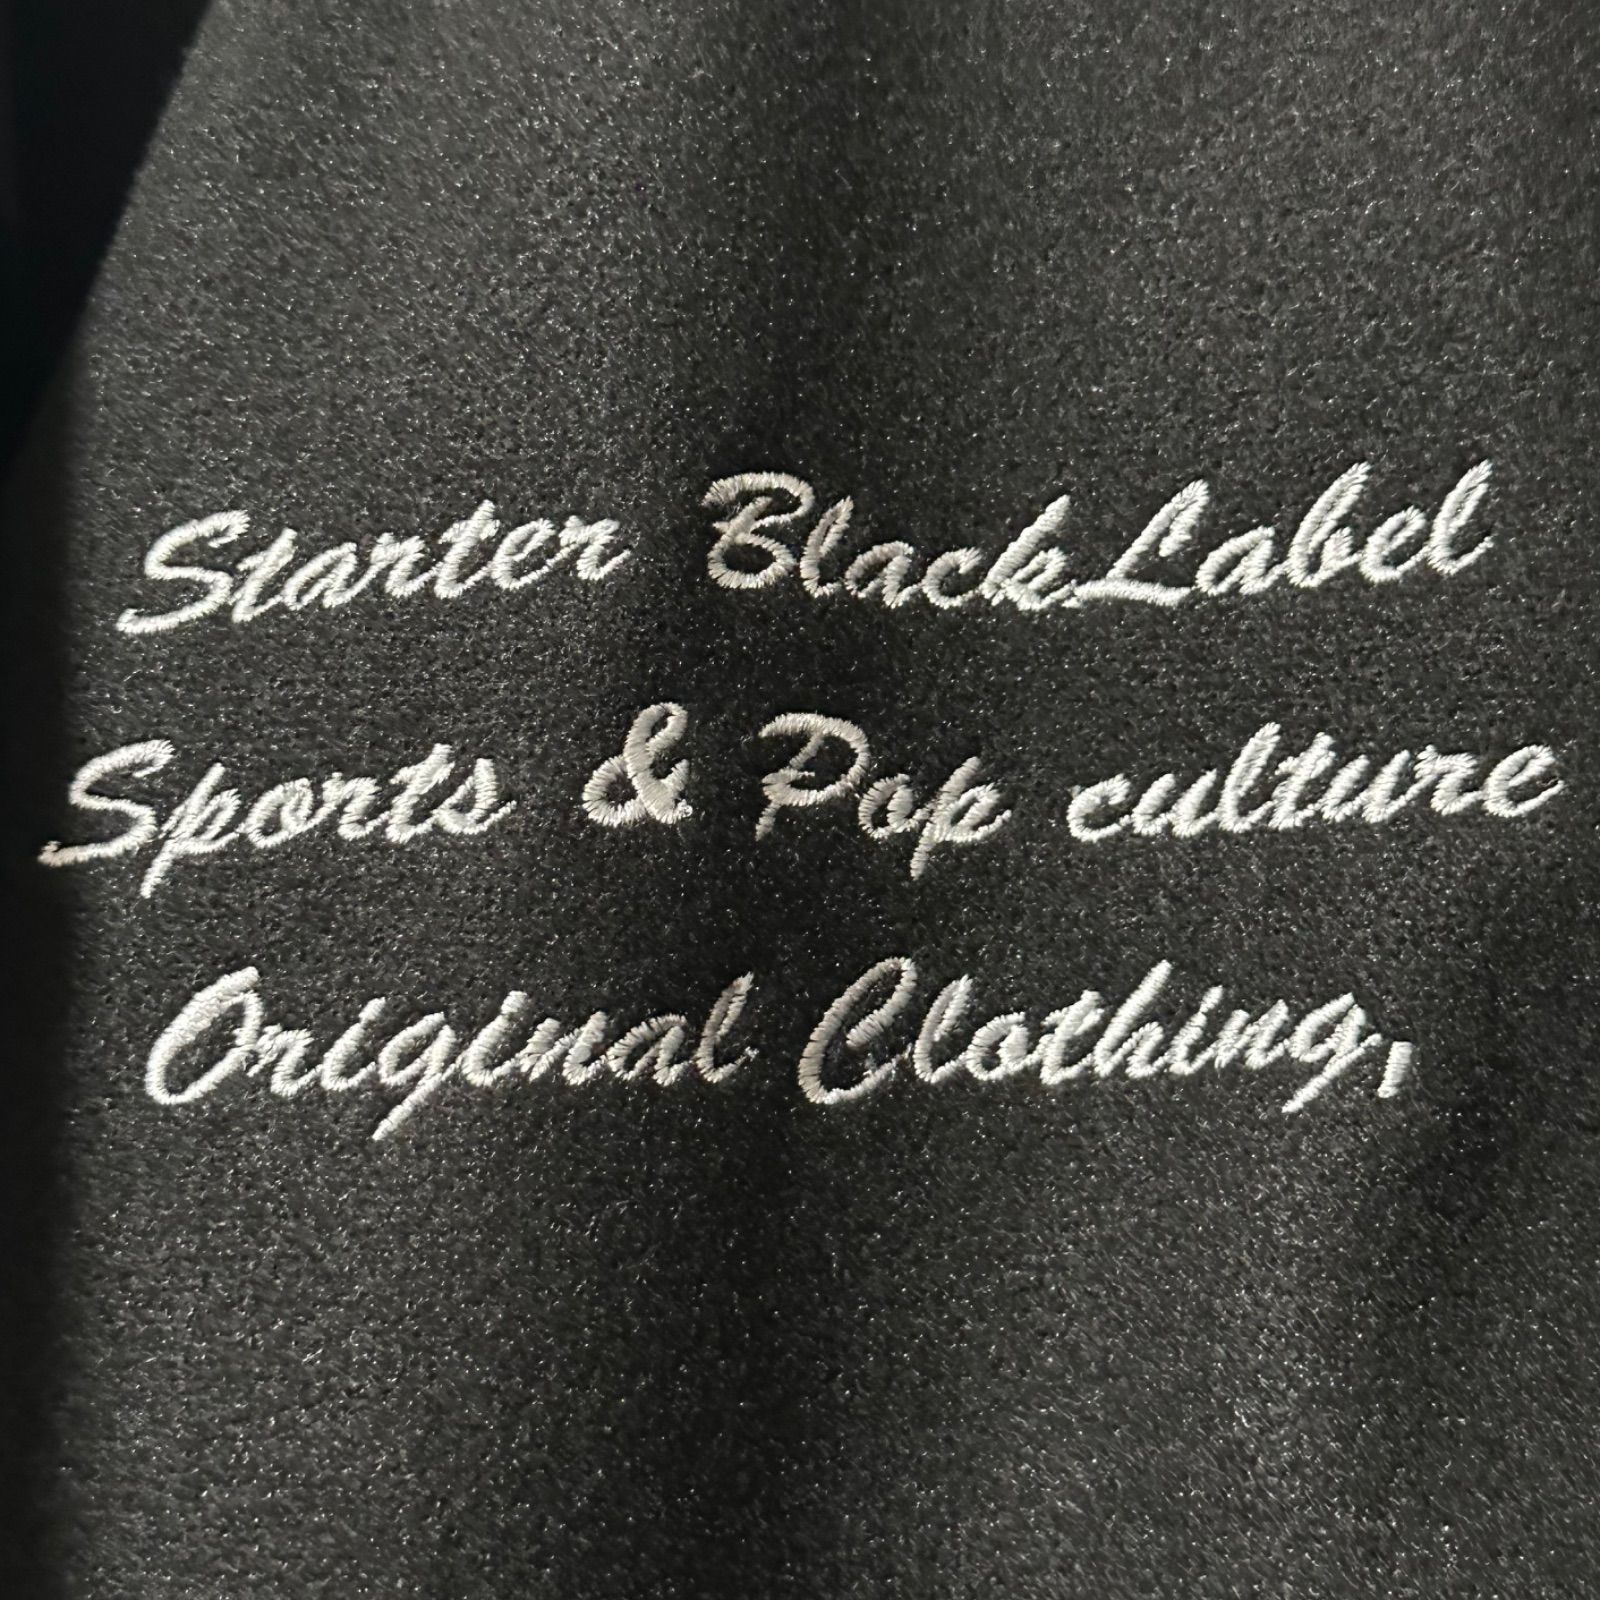 Starter BlackLabel
Sports & Pop culture
Original Clothing,